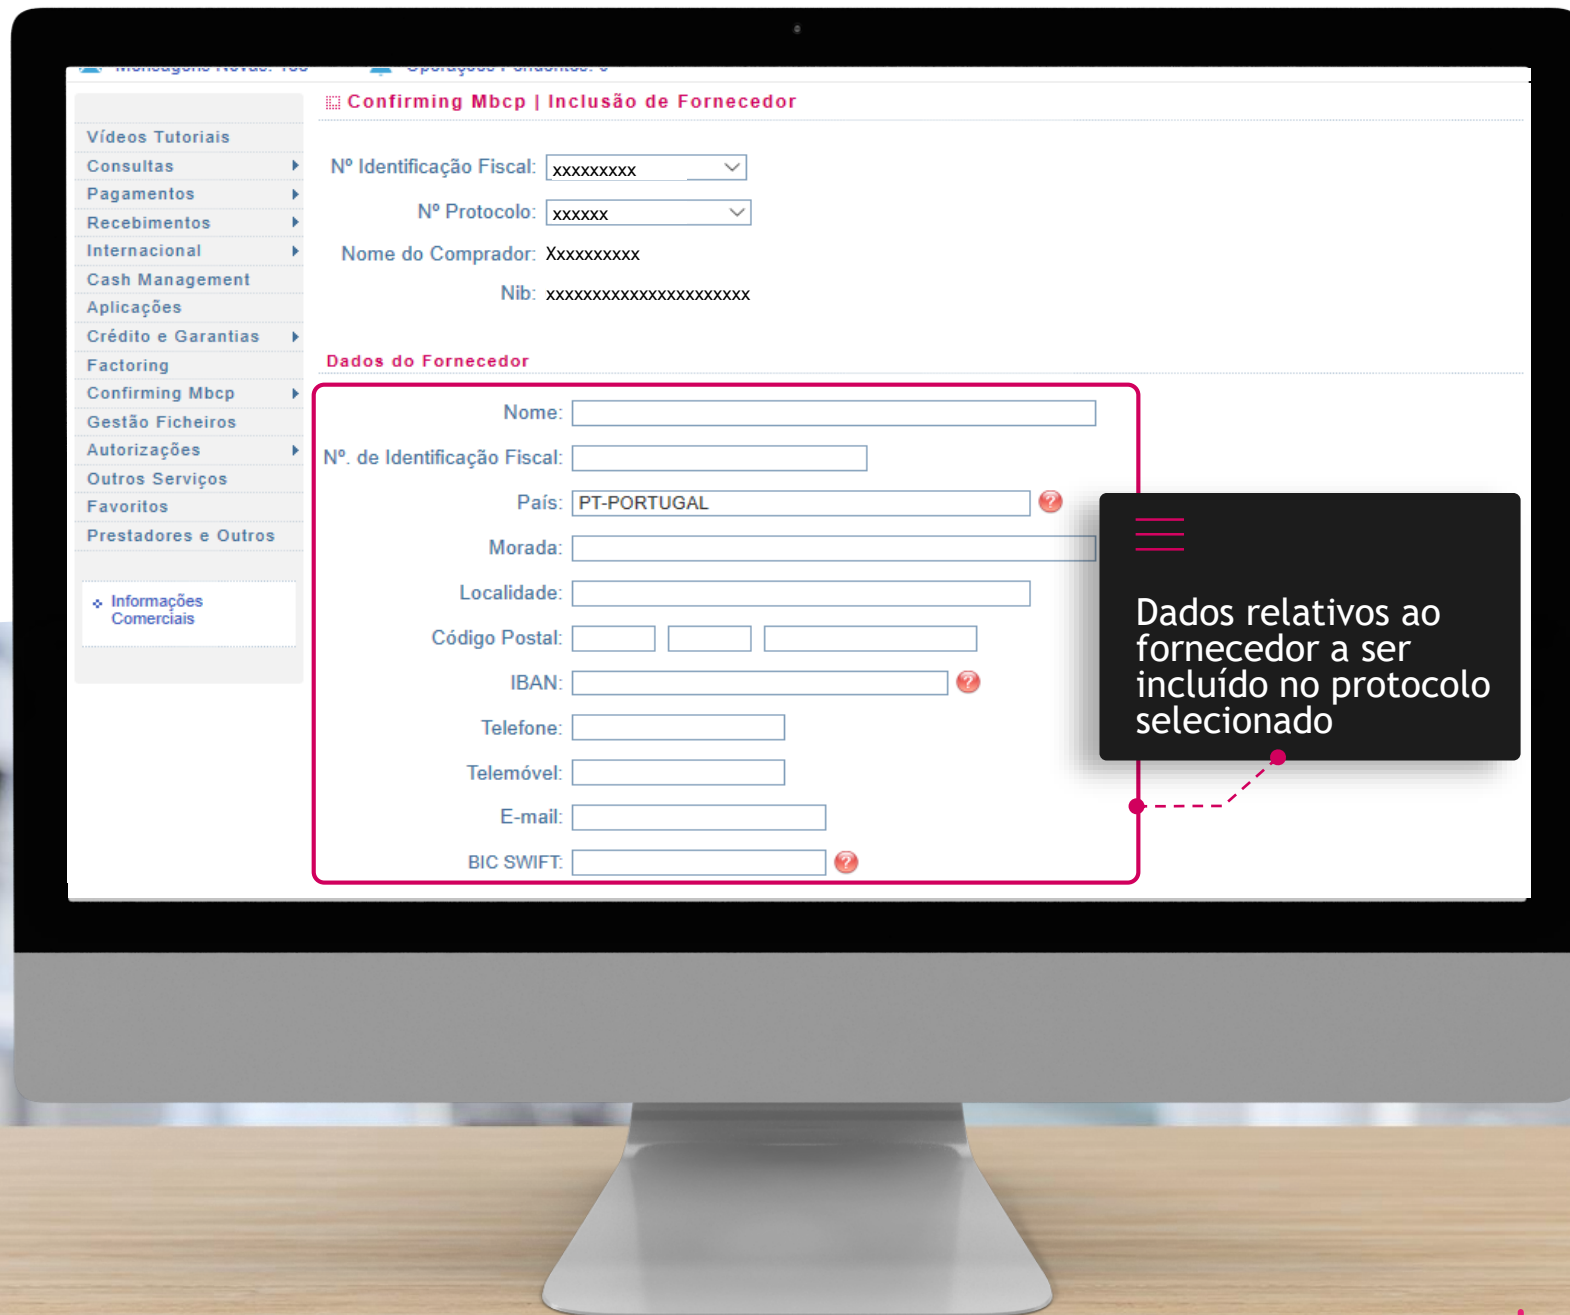 Confirming Mbcp | Inclusão de Fornecedor
Vídeos Tutoriais
Consultas
Pagamentos
Recebimentos
Internacional
Cash Management
Aplicações
Crédito e Garantias
Factoring
Confirming Mbcp
Gestão Ficheiros
Autorizações
Outros Serviços
Favoritos
Prestadores e Outros
Informações
Comerciais
Nº Identificação Fiscal: xxxxxxxxx
Nº Protocolo: xxxxxx
Nome do Comprador: Xxxxxxxxxx
Nib: xxxxxxxxxxxxxxxxxxxxxx
Dados do Fornecedor
Nome:
Nº. de Identificação Fiscal:
País: PT-PORTUGAL
Morada:
Localidade:
Código Postal:
IBAN:
Telefone:
Telemóvel:
E-mail:
BIC SWIFT:
Dados relativos ao
fornecedor a ser
incluído no protocolo
selecionado